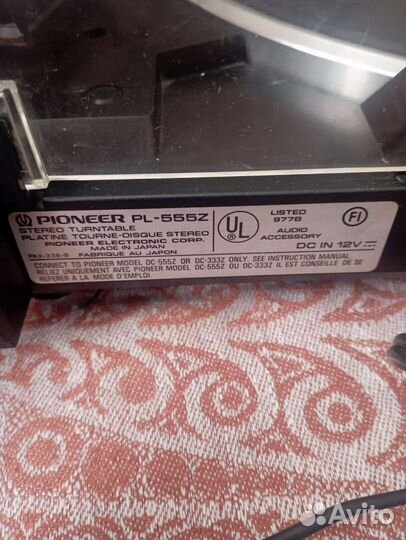 PIONEER PL-555Z
STEREO TURNTABLE
PLATINE TOURNE-DISQUE STEREO
PIONEER ELECTRONIC CORP.
MADE IN JAPAN
PAX-338-B FABRIQUE AU JAPON
UL
LISTED
977B
AUDIO
ACCESSORY
FI
DC IN 12V
CONNECT TO PIONEER MODEL DC-555Z OR DC-333Z ONLY. SEE INSTRUCTION MANUAL
RELIEZ UNIQUEMENT AVEC PIONEER MODEL DC-555Z OU DC-333Z IL EST CONSEILLE DE SE
REFERER A LA MODE D'EMPLOI.
Avito